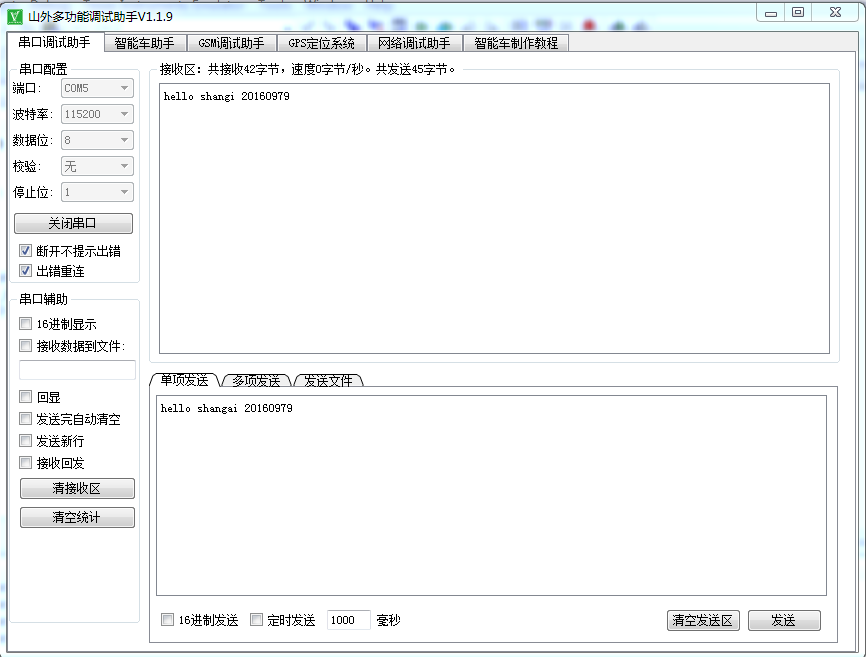 山外多功能调试助手V1.1.9
串口调试助手 智能车助手 GSM调试助手 GPS定位系统 网络调试助手 智能车制作教程
串口配置
端口: COM5
波特率: 115200
数据位: 8
校验: 无
停止位: 1
关闭串口
断开不提示出错
出错重连
串口辅助
16进制显示
接收数据到文件:
回显
发送完自动清空
发送新行
接收回发
清接收区
清空统计
接收区：共接收42字节，速度0字节/秒。共发送45字节。
hello shangi 20160979
单项发送 多项发送 发送文件
hello shangai 20160979
16进制发送 定时发送 1000 毫秒
清空发送区 发送